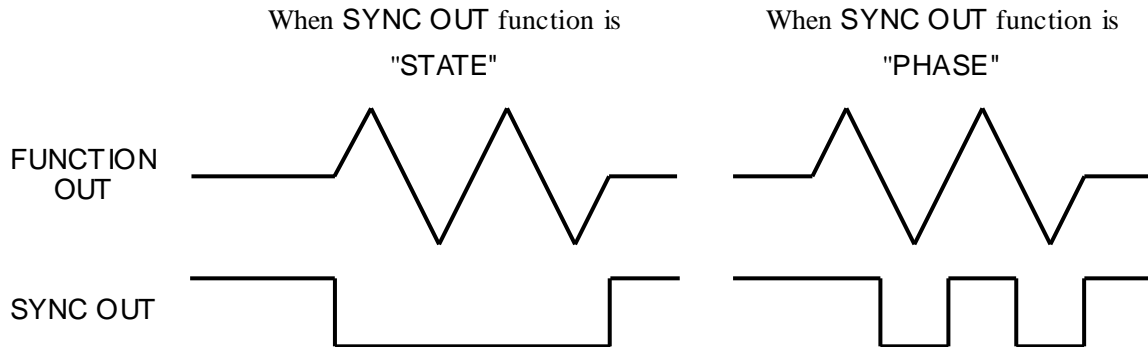 When SYNC OUT function is
"STATE"
When SYNC OUT function is
"PHASE"
FUNCTION
OUT
SYNC OUT